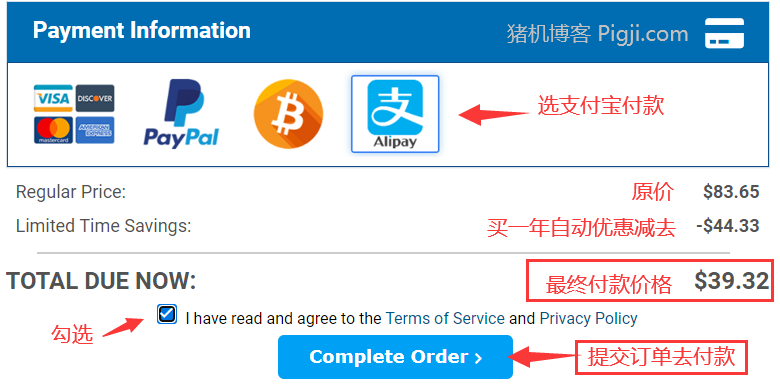 Payment Information 猪机博客 Pigji.com
VISA DISCOVER
mastercard AMERICAN EXPRESS
PayPal
支
Alipay
选支付宝付款
Regular Price: 原价 $83.65
Limited Time Savings: 买一年自动优惠减去 -$44.33
TOTAL DUE NOW: 最终付款价格 $39.32
勾选 I have read and agree to the Terms of Service and Privacy Policy
Complete Order › 提交订单去付款